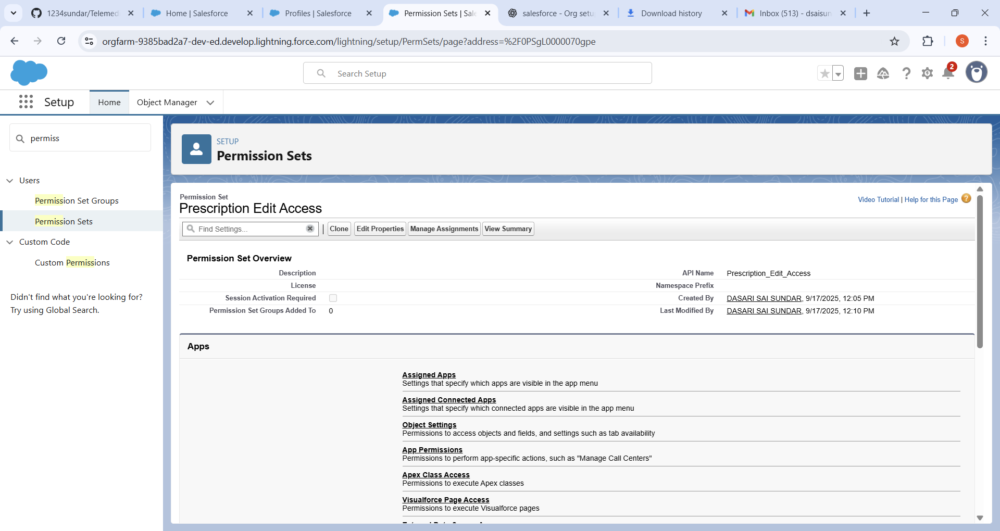 1234sundar/Telemed
Home | Salesforce
Profiles | Salesforce
Permission Sets | Sale
salesforce - Org setu
Download history
Inbox (513) - dsaisun
orgfarm-9385bad2a7-dev-ed.develop.lightning.force.com/lightning/setup/PermSets/page?address=%2F0PSgL0000070gpe
S
Search Setup
2
Setup
Home
Object Manager
permiss
Users
Permission Set Groups
Permission Sets
Custom Code
Custom Permissions
Didn't find what you're looking for?
Try using Global Search.
SETUP
Permission Sets
Permission Set
Prescription Edit Access
Video Tutorial | Help for this Page
Find Settings...
Clone
Edit Properties
Manage Assignments
View Summary
Permission Set Overview
Description
API Name Prescription_Edit_Access
License
Namespace Prefix
Session Activation Required
Created By DASARI SAI SUNDAR, 9/17/2025, 12:05 PM
Permission Set Groups Added To 0
Last Modified By DASARI SAI SUNDAR, 9/17/2025, 12:10 PM
Apps
Assigned Apps
Settings that specify which apps are visible in the app menu
Assigned Connected Apps
Settings that specify which connected apps are visible in the app menu
Object Settings
Permissions to access objects and fields, and settings such as tab availability
App Permissions
Permissions to perform app-specific actions, such as "Manage Call Centers"
Apex Class Access
Permissions to execute Apex classes
Visualforce Page Access
Permissions to execute Visualforce pages